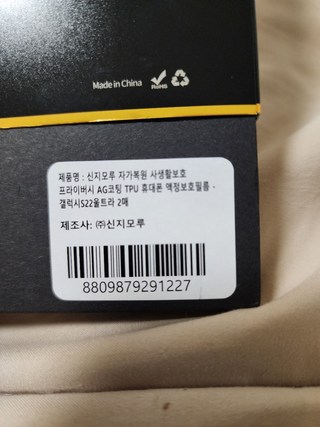 Made in China
RoHS
제품명 : 신지모루 자가복원 사생활보호
프라이버시 AG코팅 TPU 휴대폰 액정보호필름 -
갤럭시S22울트라 2매
제조사: ㈜신지모루
8809879291227